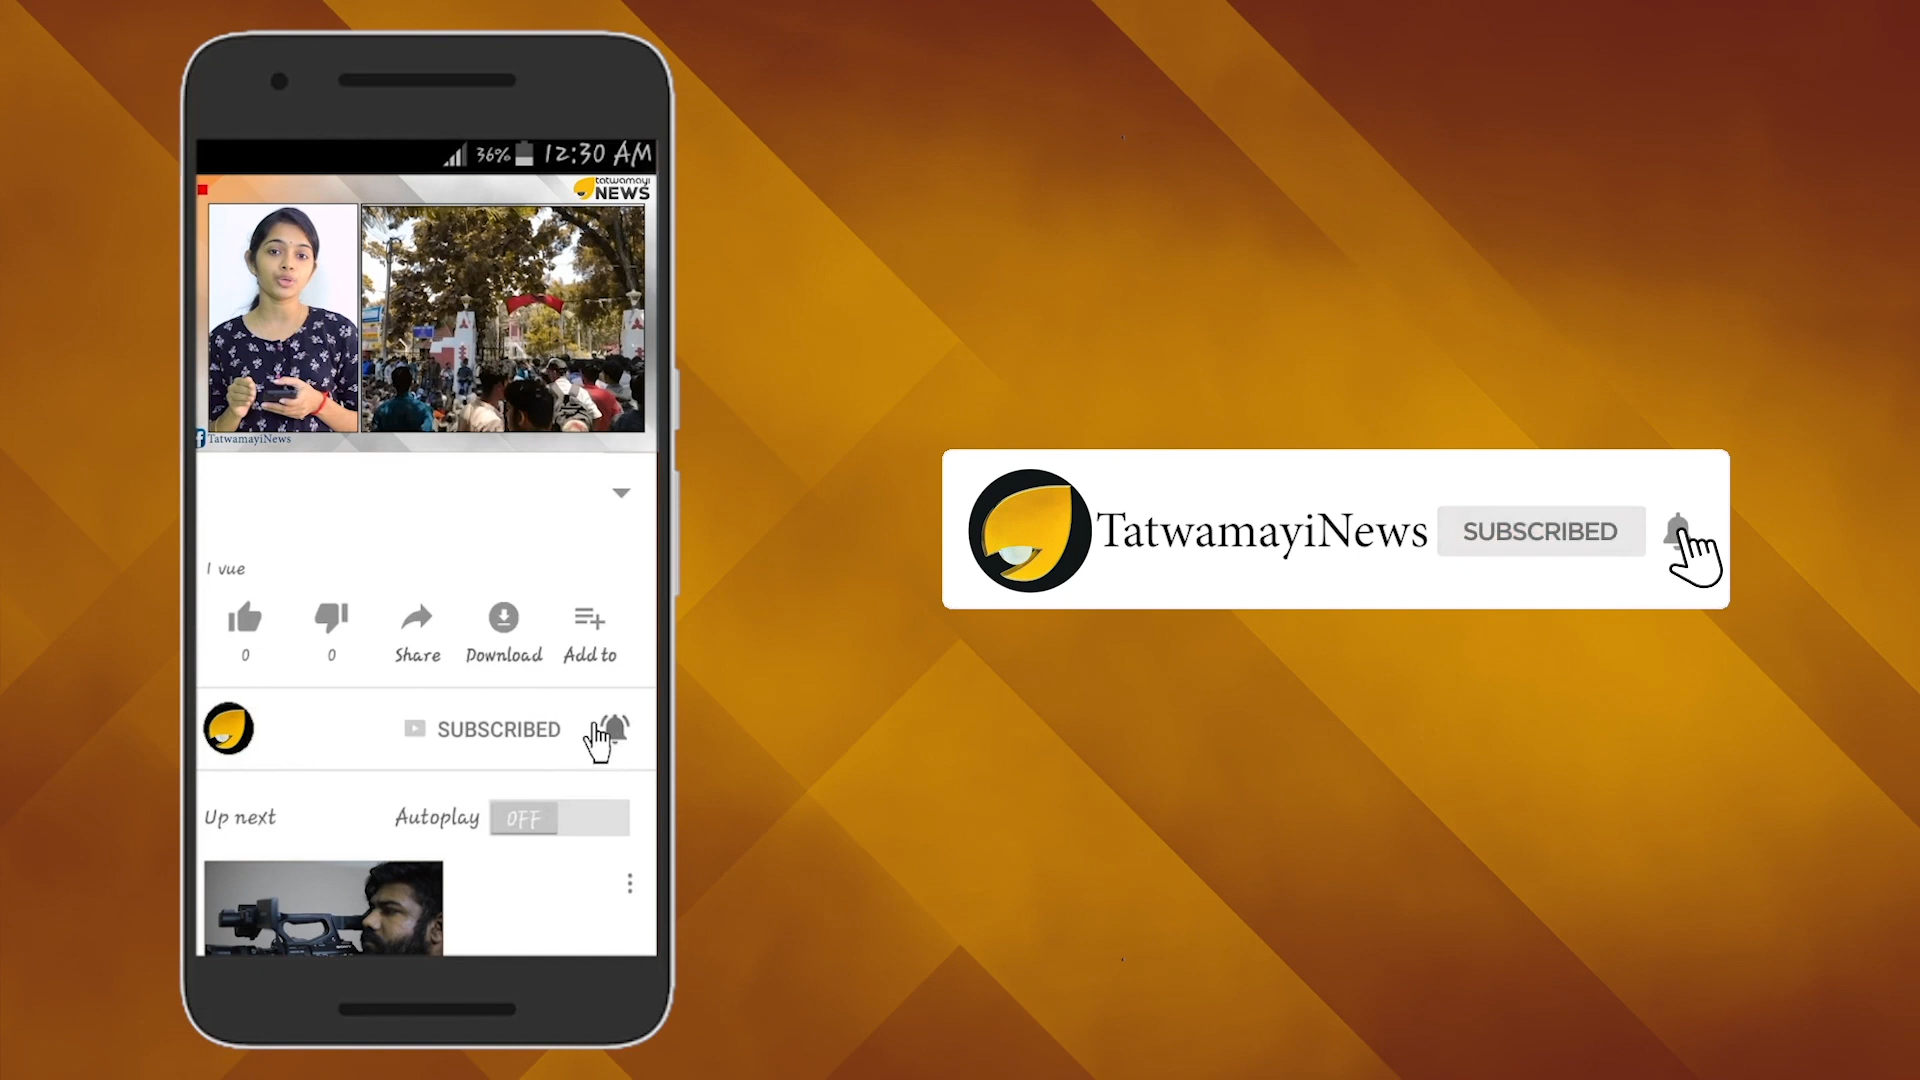 36% 12:30 AM
tatwamayi
NEWS
TatwamayiNews
1 vue
0
0
Share
Download
Add to
SUBSCRIBED
Up next
Autoplay
OFF
TatwamayiNews
SUBSCRIBED